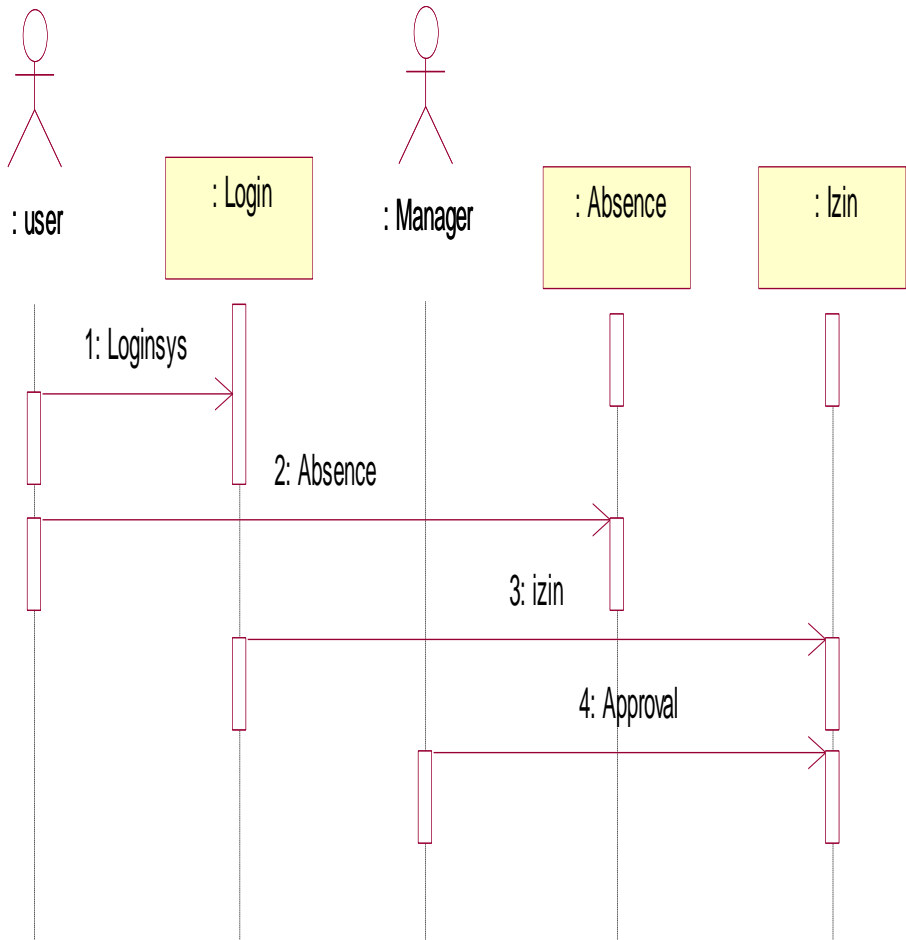 : user
: Login
: Manager
: Absence
: Izin
1: Loginsys
2: Absence
3: izin
4: Approval